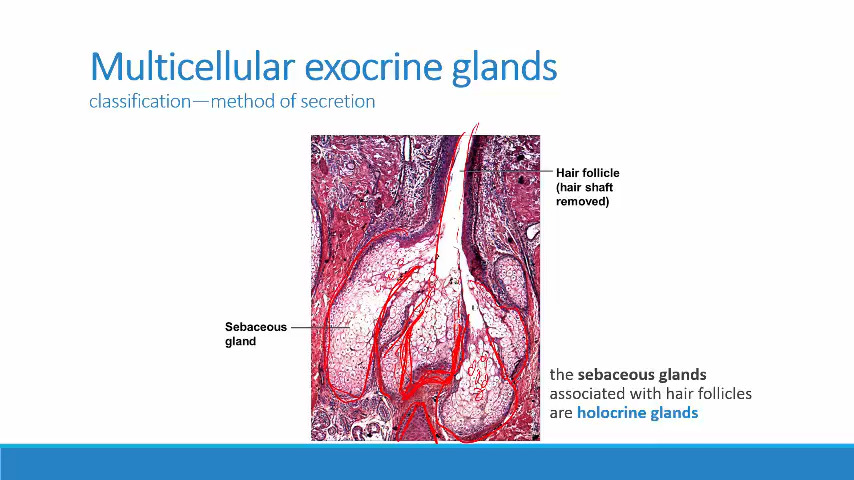 Multicellular exocrine glands
classification—method of secretion
Hair follicle
(hair shaft
removed)
Sebaceous
gland
the sebaceous glands
associated with hair follicles
are holocrine glands